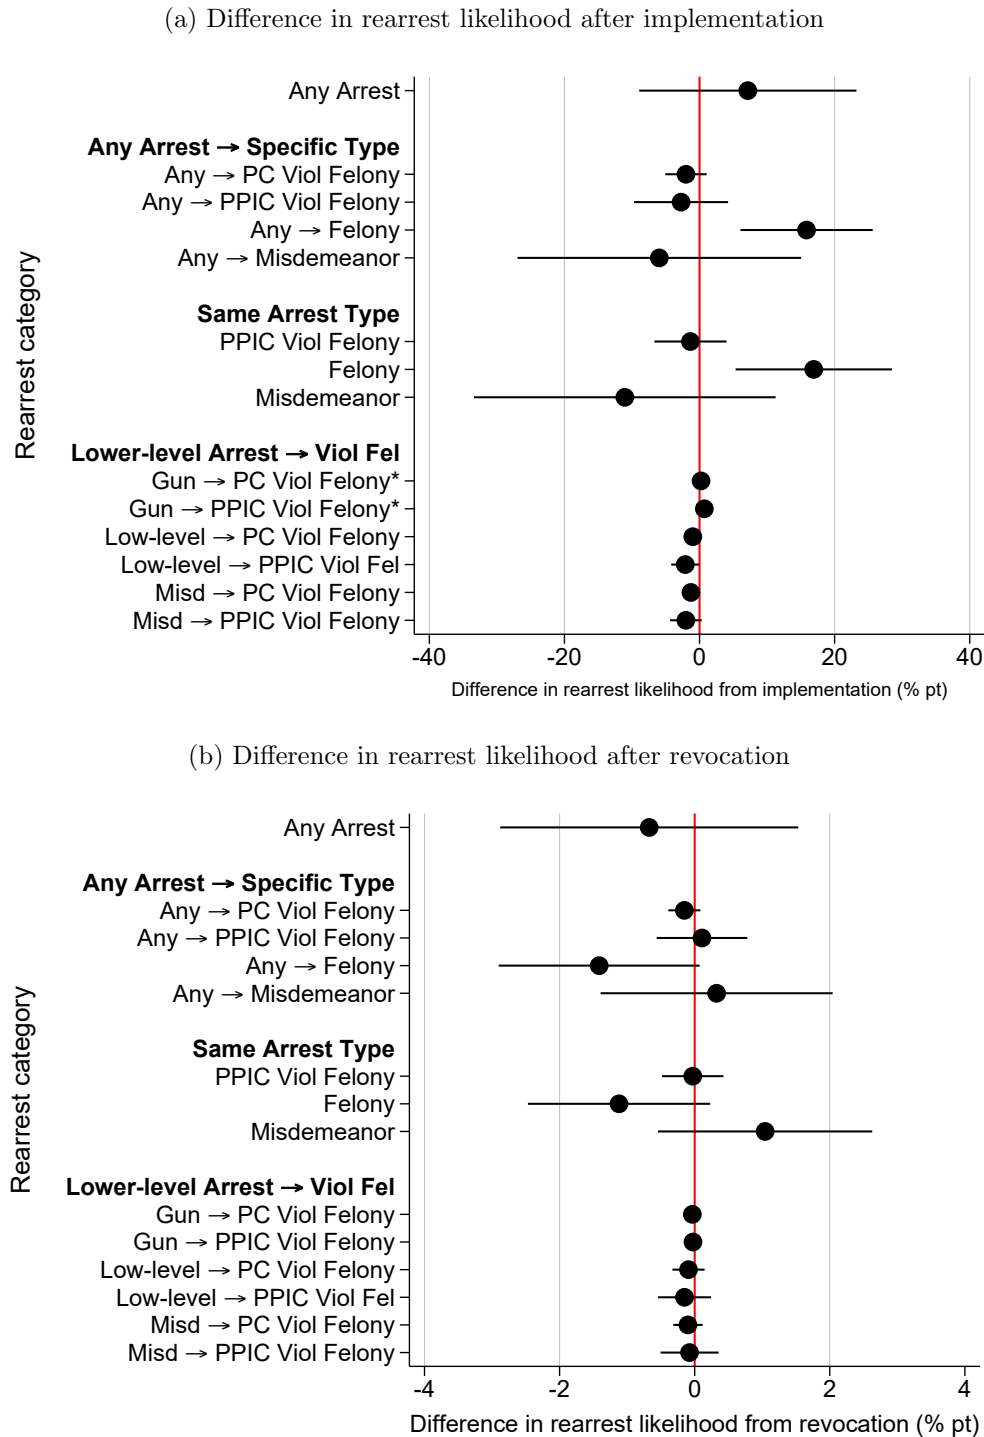 (a) Difference in rearrest likelihood after implementation
Rearrest category
Any Arrest
Any Arrest → Specific Type
Any → PC Viol Felony
Any → PPIC Viol Felony
Any → Felony
Any → Misdemeanor
Same Arrest Type
PPIC Viol Felony
Felony
Misdemeanor
Lower-level Arrest → Viol Fel
Gun → PC Viol Felony*
Gun → PPIC Viol Felony*
Low-level → PC Viol Felony
Low-level → PPIC Viol Fel
Misd → PC Viol Felony
Misd → PPIC Viol Felony
-40 -20 0 20 40
Difference in rearrest likelihood from implementation (% pt)
(b) Difference in rearrest likelihood after revocation
Rearrest category
Any Arrest
Any Arrest → Specific Type
Any → PC Viol Felony
Any → PPIC Viol Felony
Any → Felony
Any → Misdemeanor
Same Arrest Type
PPIC Viol Felony
Felony
Misdemeanor
Lower-level Arrest → Viol Fel
Gun → PC Viol Felony
Gun → PPIC Viol Felony
Low-level → PC Viol Felony
Low-level → PPIC Viol Fel
Misd → PC Viol Felony
Misd → PPIC Viol Felony
-4 -2 0 2 4
Difference in rearrest likelihood from revocation (% pt)